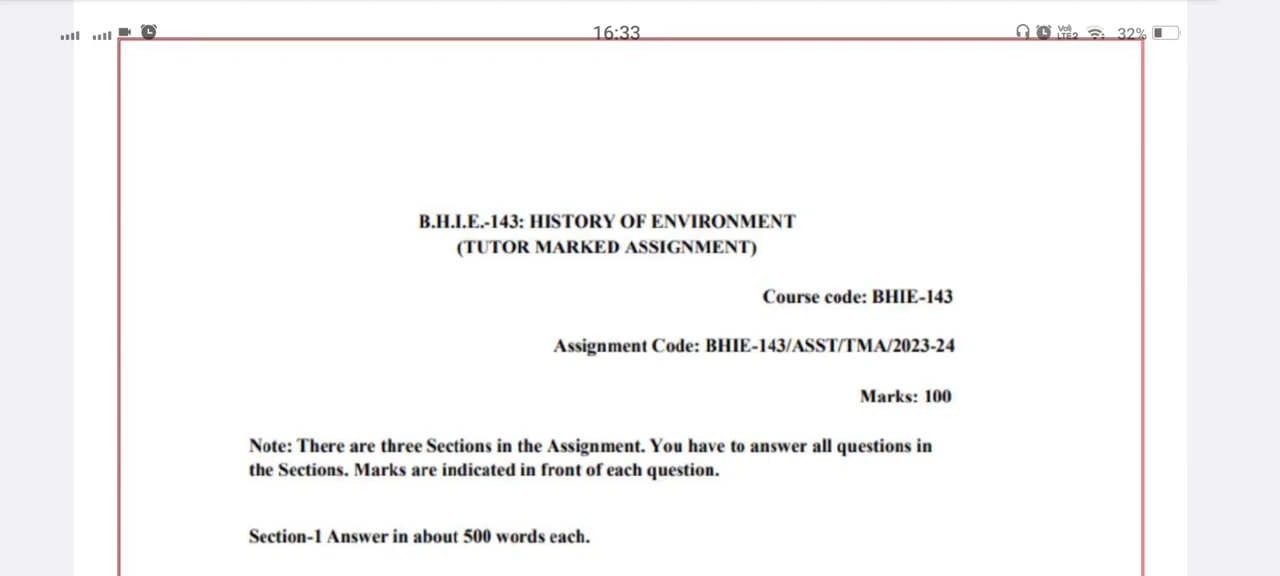 16:33 Vol LTE2 32%
B.H.I.E.-143: HISTORY OF ENVIRONMENT
(TUTOR MARKED ASSIGNMENT)
Course code: BHIE-143
Assignment Code: BHIE-143/ASST/TMA/2023-24
Marks: 100
Note: There are three Sections in the Assignment. You have to answer all questions in
the Sections. Marks are indicated in front of each question.
Section-1 Answer in about 500 words each.